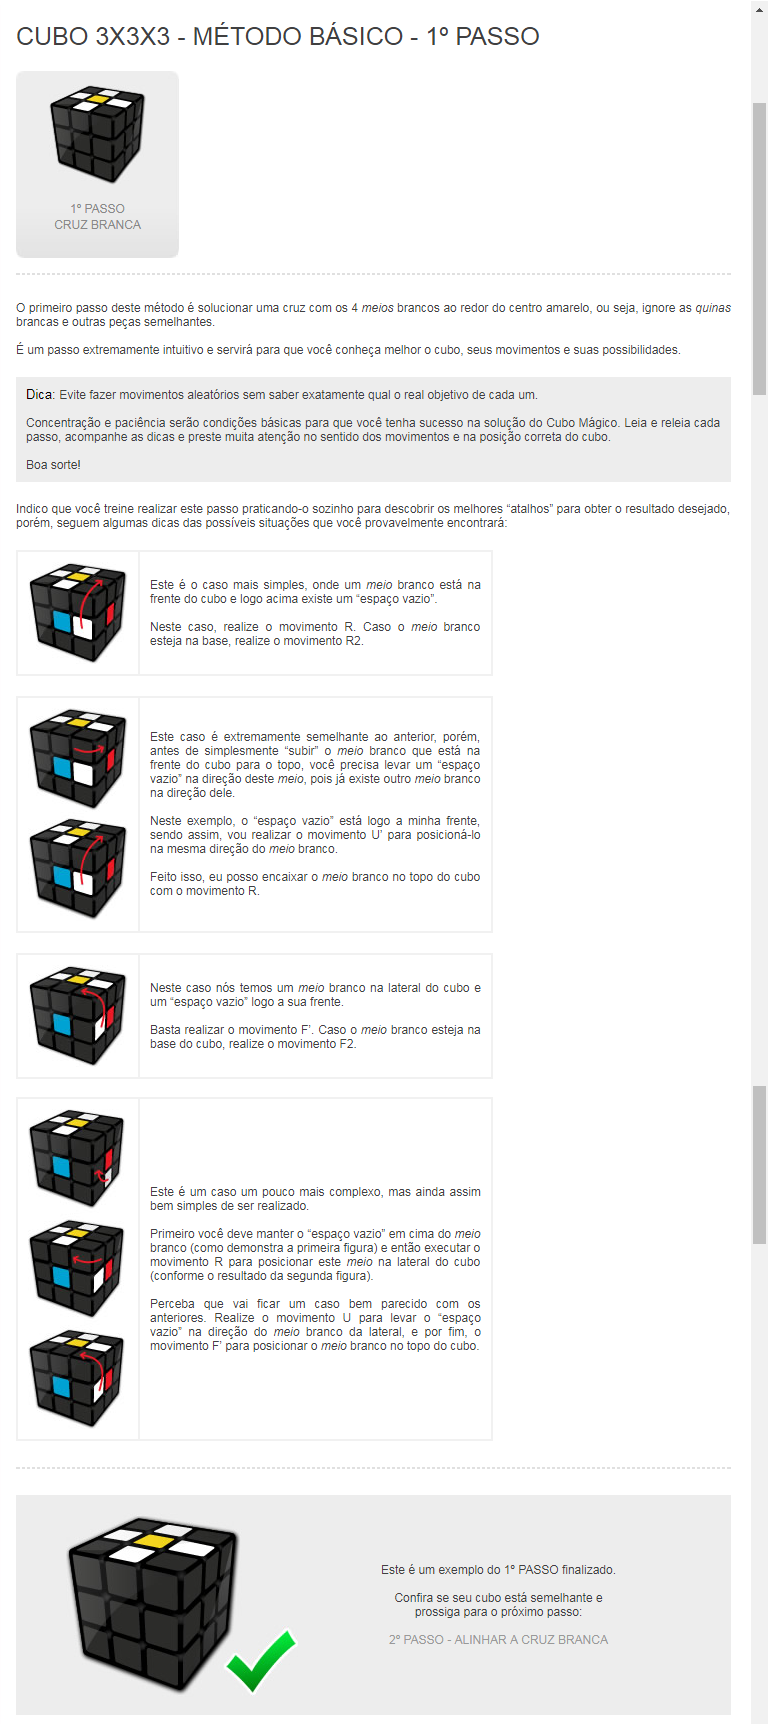 CUBO 3X3X3 - MÉTODO BÁSICO - 1º PASSO
1º PASSO
CRUZ BRANCA
O primeiro passo deste método é solucionar uma cruz com os 4 meios brancos ao redor do centro amarelo, ou seja, ignore as quinas
brancas e outras peças semelhantes.
É um passo extremamente intuitivo e servirá para que você conheça melhor o cubo, seus movimentos e suas possibilidades.
Dica: Evite fazer movimentos aleatórios sem saber exatamente qual o real objetivo de cada um.
Concentração e paciência serão condições básicas para que você tenha sucesso na solução do Cubo Mágico. Leia e releia cada
passo, acompanhe as dicas e preste muita atenção no sentido dos movimentos e na posição correta do cubo.
Boa sorte!
Indico que você treine realizar este passo praticando-o sozinho para descobrir os melhores “atalhos” para obter o resultado desejado,
porém, seguem algumas dicas das possíveis situações que você provavelmente encontrará:
Este é o caso mais simples, onde um meio branco está na
frente do cubo e logo acima existe um “espaço vazio”.
Neste caso, realize o movimento R. Caso o meio branco
esteja na base, realize o movimento R2.
Este caso é extremamente semelhante ao anterior, porém,
antes de simplesmente “subir” o meio branco que está na
frente do cubo para o topo, você precisa levar um “espaço
vazio” na direção deste meio, pois já existe outro meio branco
na direção dele.
Neste exemplo, o “espaço vazio” está logo a minha frente,
sendo assim, vou realizar o movimento U’ para posicioná-lo
na mesma direção do meio branco.
Feito isso, eu posso encaixar o meio branco no topo do cubo
com o movimento R.
Neste caso nós temos um meio branco na lateral do cubo e
um “espaço vazio” logo a sua frente.
Basta realizar o movimento F’. Caso o meio branco esteja na
base do cubo, realize o movimento F2.
Este é um caso um pouco mais complexo, mas ainda assim
bem simples de ser realizado.
Primeiro você deve manter o “espaço vazio” em cima do meio
branco (como demonstra a primeira figura) e então executar o
movimento R para posicionar este meio na lateral do cubo
(conforme o resultado da segunda figura).
Perceba que vai ficar um caso bem parecido com os
anteriores. Realize o movimento U para levar o “espaço
vazio” na direção do meio branco da lateral, e por fim, o
movimento F’ para posicionar o meio branco no topo do cubo.
Este é um exemplo do 1º PASSO finalizado.
Confira se seu cubo está semelhante e
prossiga para o próximo passo:
2º PASSO - ALINHAR A CRUZ BRANCA